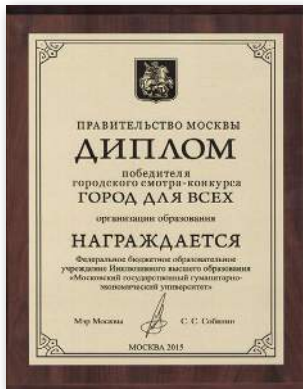 ПРАВИТЕЛЬСТВО МОСКВЫ
ДИПЛОМ
победителя
городского смотра-конкурса
ГОРОД ДЛЯ ВСЕХ
организации образования
НАГРАЖДАЕТСЯ
Федеральное бюджетное образовательное
учреждение Инклюзивного высшего образования
«Московский государственный гуманитарно-
экономический университет»
Мэр Москвы С. С. Собянин
МОСКВА 2015